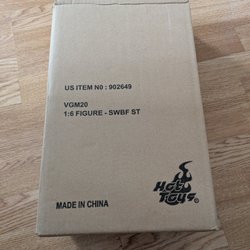 US ITEM NO : 902649
VGM20
1:6 FIGURE - SWBF ST
Hot
Toys
MADE IN CHINA